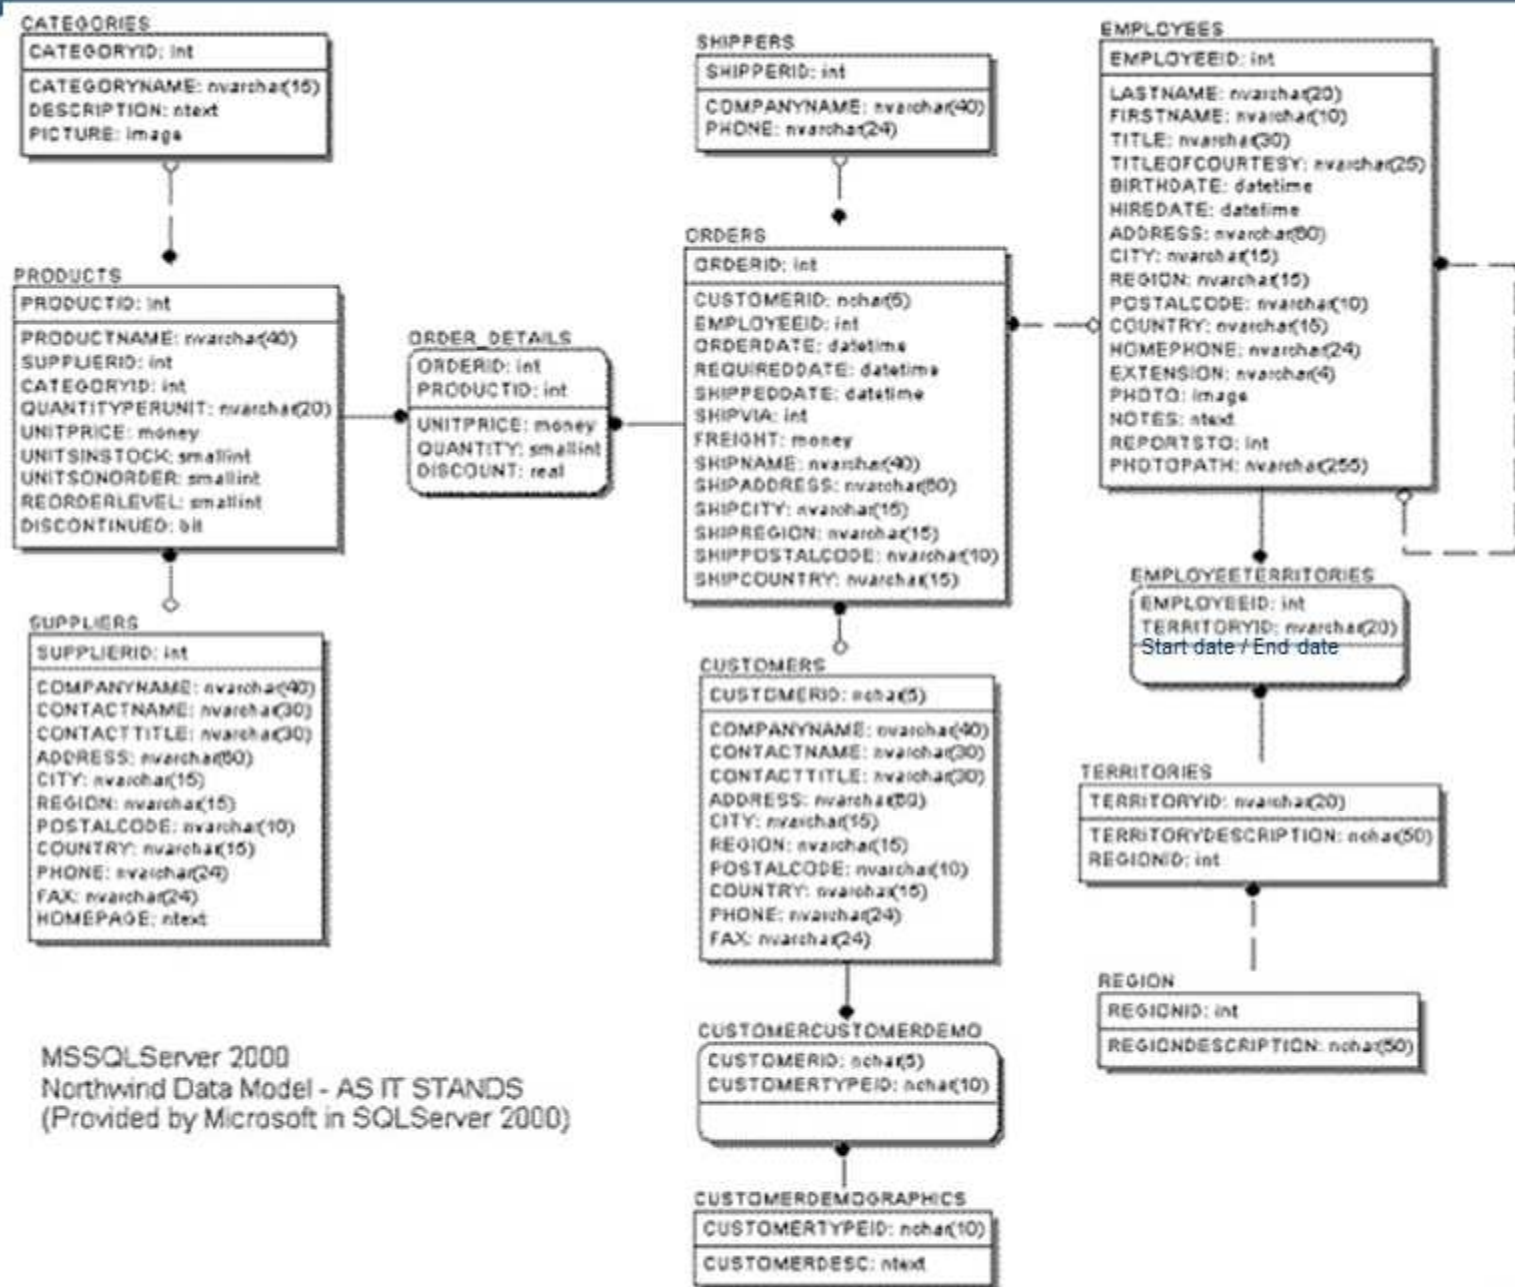 CATEGORIES
CATEGORYID: int
CATEGORYNAME: nvarchar(15)
DESCRIPTION: ntext
PICTURE: image
PRODUCTS
PRODUCTID: int
PRODUCTNAME: nvarchar(40)
SUPPLIERID: int
CATEGORYID: int
QUANTITYPERUNIT: nvarchar(20)
UNITPRICE: money
UNITSINSTOCK: smallint
UNITSONORDER: smallint
REORDERLEVEL: smallint
DISCONTINUED: bit
SUPPLIERS
SUPPLIERID: int
COMPANYNAME: nvarchar(40)
CONTACTNAME: nvarchar(30)
CONTACTTITLE: nvarchar(30)
ADDRESS: nvarchar(60)
CITY: nvarchar(15)
REGION: nvarchar(15)
POSTALCODE: nvarchar(10)
COUNTRY: nvarchar(15)
PHONE: nvarchar(24)
FAX: nvarchar(24)
HOMEPAGE: ntext
MSSQLServer 2000
Northwind Data Model - AS IT STANDS
(Provided by Microsoft in SQLServer 2000)
ORDER_DETAILS
ORDERID: int
PRODUCTID: int
UNITPRICE: money
QUANTITY: smallint
DISCOUNT: real
SHIPPERS
SHIPPERID: int
COMPANYNAME: nvarchar(40)
PHONE: nvarchar(24)
ORDERS
ORDERID: int
CUSTOMERID: nchar(5)
EMPLOYEEID: int
ORDERDATE: datetime
REQUIREDDATE: datetime
SHIPPEDDATE: datetime
SHIPVIA: int
FREIGHT: money
SHIPNAME: nvarchar(40)
SHIPADDRESS: nvarchar(60)
SHIPCITY: nvarchar(15)
SHIPREGION: nvarchar(15)
SHIPPOSTALCODE: nvarchar(10)
SHIPCOUNTRY: nvarchar(15)
CUSTOMERS
CUSTOMERID: nchar(5)
COMPANYNAME: nvarchar(40)
CONTACTNAME: nvarchar(30)
CONTACTTITLE: nvarchar(30)
ADDRESS: nvarchar(60)
CITY: nvarchar(15)
REGION: nvarchar(15)
POSTALCODE: nvarchar(10)
COUNTRY: nvarchar(15)
PHONE: nvarchar(24)
FAX: nvarchar(24)
CUSTOMERCUSTOMERDEMO
CUSTOMERID: nchar(5)
CUSTOMERTYPEID: nchar(10)
CUSTOMERDEMOGRAPHICS
CUSTOMERTYPEID: nchar(10)
CUSTOMERDESC: ntext
EMPLOYEES
EMPLOYEEID: int
LASTNAME: nvarchar(20)
FIRSTNAME: nvarchar(10)
TITLE: nvarchar(30)
TITLEOFCOURTESY: nvarchar(25)
BIRTHDATE: datetime
HIREDATE: datetime
ADDRESS: nvarchar(60)
CITY: nvarchar(15)
REGION: nvarchar(15)
POSTALCODE: nvarchar(10)
COUNTRY: nvarchar(15)
HOMEPHONE: nvarchar(24)
EXTENSION: nvarchar(4)
PHOTO: image
NOTES: ntext
REPORTSTO: int
PHOTOPATH: nvarchar(255)
EMPLOYEETERRITORIES
EMPLOYEEID: int
TERRITORYID: nvarchar(20)
Start date / End date
TERRITORIES
TERRITORYID: nvarchar(20)
TERRITORYDESCRIPTION: nchar(50)
REGIONID: int
REGION
REGIONID: int
REGIONDESCRIPTION: nchar(50)